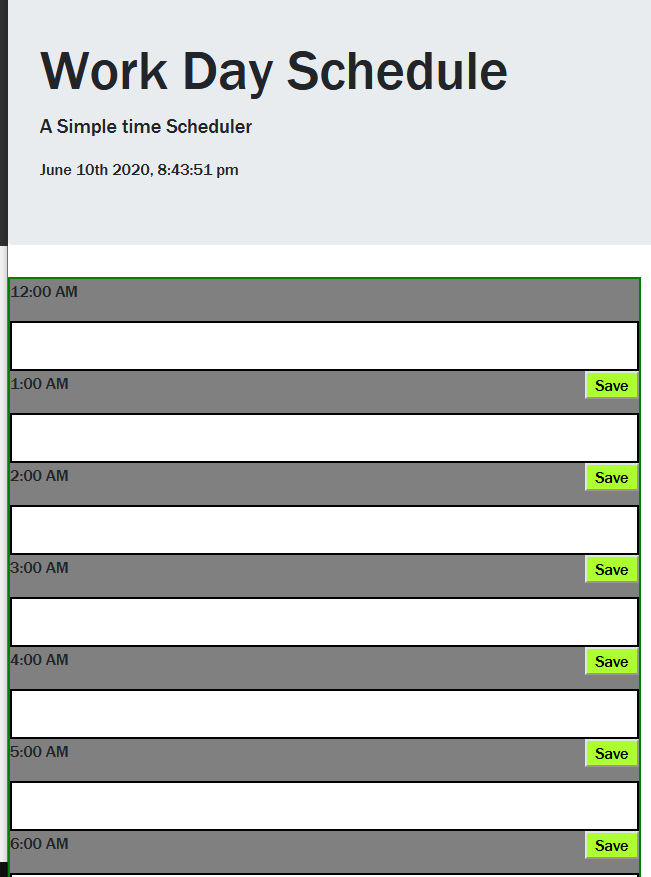 Work Day Schedule
A Simple time Scheduler
June 10th 2020, 8:43:51 pm
12:00 AM
1:00 AM Save
2:00 AM Save
3:00 AM Save
4:00 AM Save
5:00 AM Save
6:00 AM Save